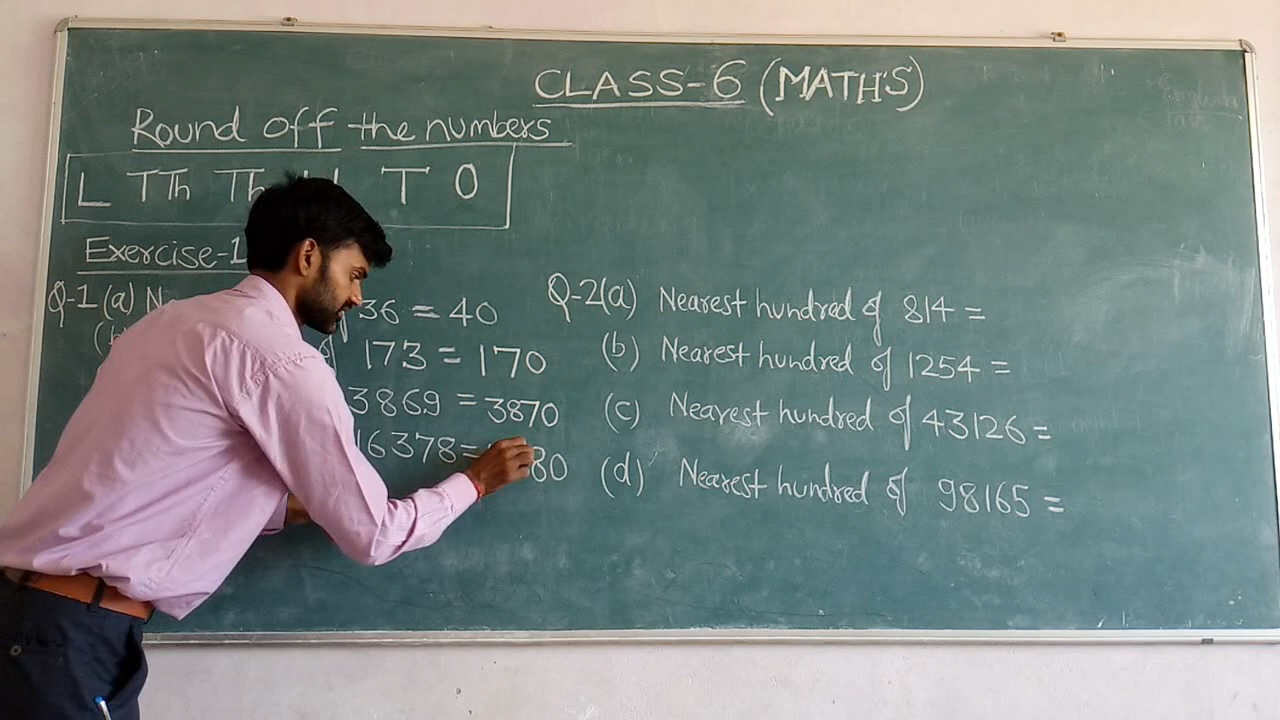 CLASS-6 (MATH'S)
Round off the numbers
L TTh Th T O
Exercise-1
Q-1 (a) 36 = 40
173 = 170
3869 = 3870
16378 = 80
Q-2 (a) Nearest hundred of 814 =
(b) Nearest hundred of 1254 =
(c) Nearest hundred of 43126 =
(d) Nearest hundred of 98165 =